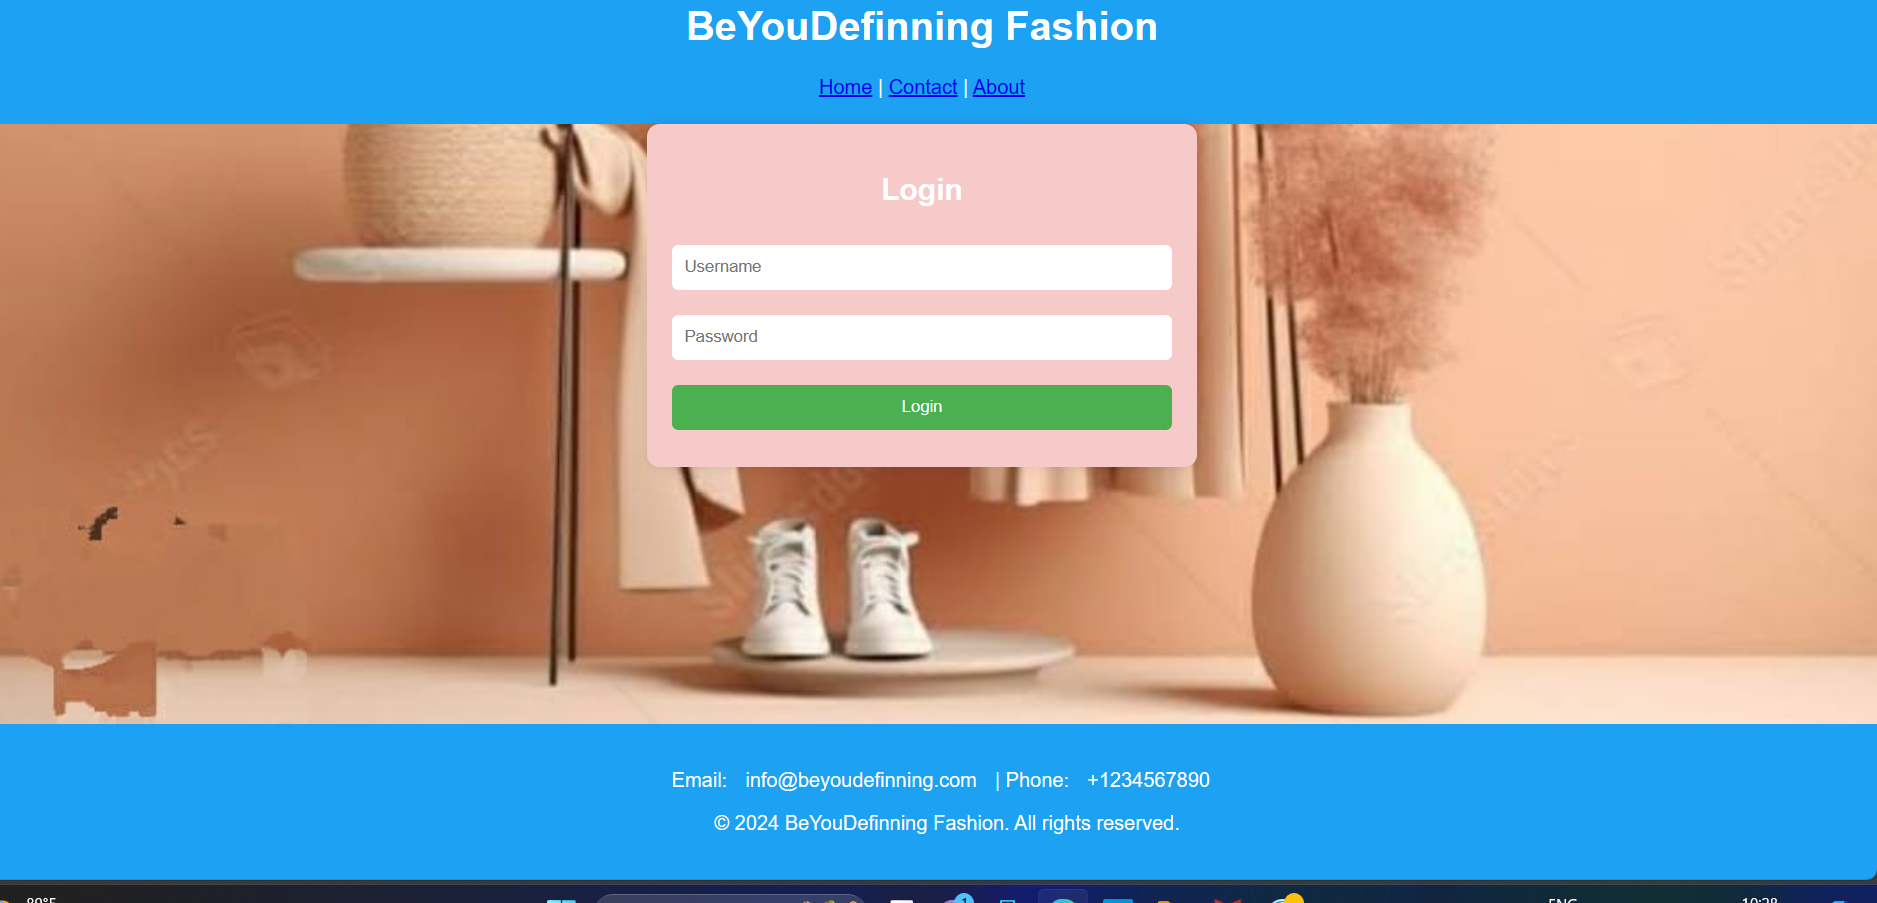 BeYouDefinning Fashion
Home | Contact | About
Login
Username
Password
Login
Email: info@beyoudefinning.com | Phone: +1234567890
© 2024 BeYouDefinning Fashion. All rights reserved.